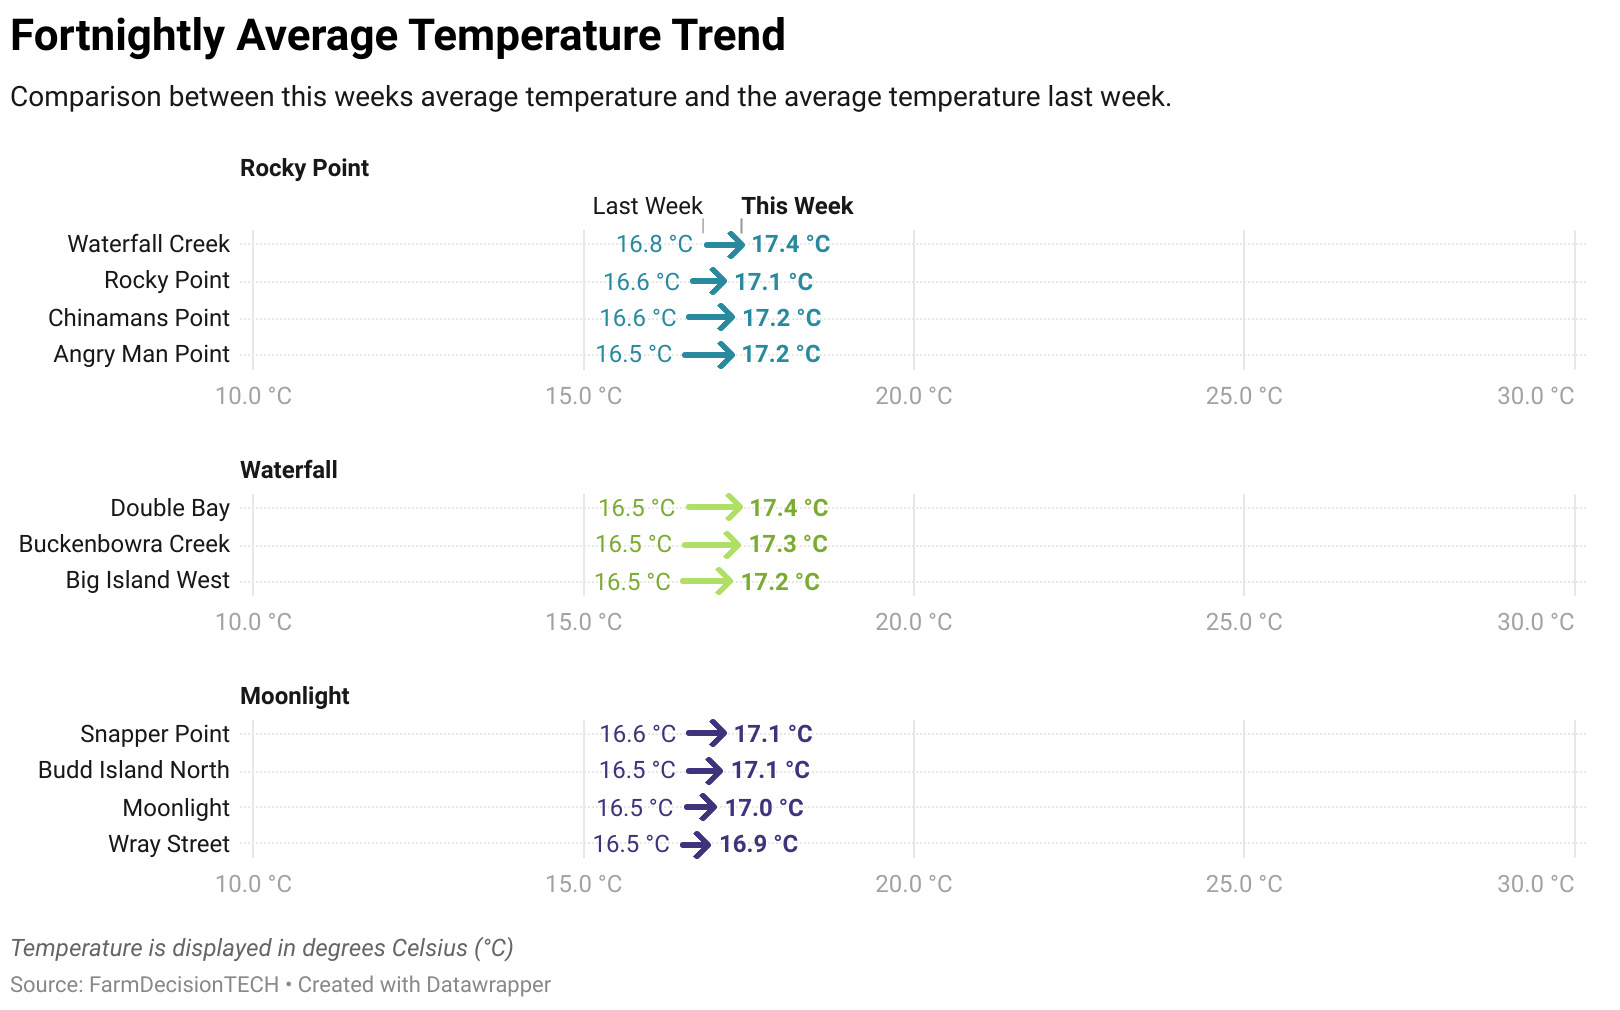 Fortnightly Average Temperature Trend
Comparison between this weeks average temperature and the average temperature last week.
Rocky Point
Last Week This Week
Waterfall Creek 16.8 °C 17.4 °C
Rocky Point 16.6 °C 17.1 °C
Chinamans Point 16.6 °C 17.2 °C
Angry Man Point 16.5 °C 17.2 °C
10.0 °C 15.0 °C 20.0 °C 25.0 °C 30.0 °C
Waterfall
Double Bay 16.5 °C 17.4 °C
Buckenbowra Creek 16.5 °C 17.3 °C
Big Island West 16.5 °C 17.2 °C
10.0 °C 15.0 °C 20.0 °C 25.0 °C 30.0 °C
Moonlight
Snapper Point 16.6 °C 17.1 °C
Budd Island North 16.5 °C 17.1 °C
Moonlight 16.5 °C 17.0 °C
Wray Street 16.5 °C 16.9 °C
10.0 °C 15.0 °C 20.0 °C 25.0 °C 30.0 °C
Temperature is displayed in degrees Celsius (°C)
Source: FarmDecisionTECH • Created with Datawrapper